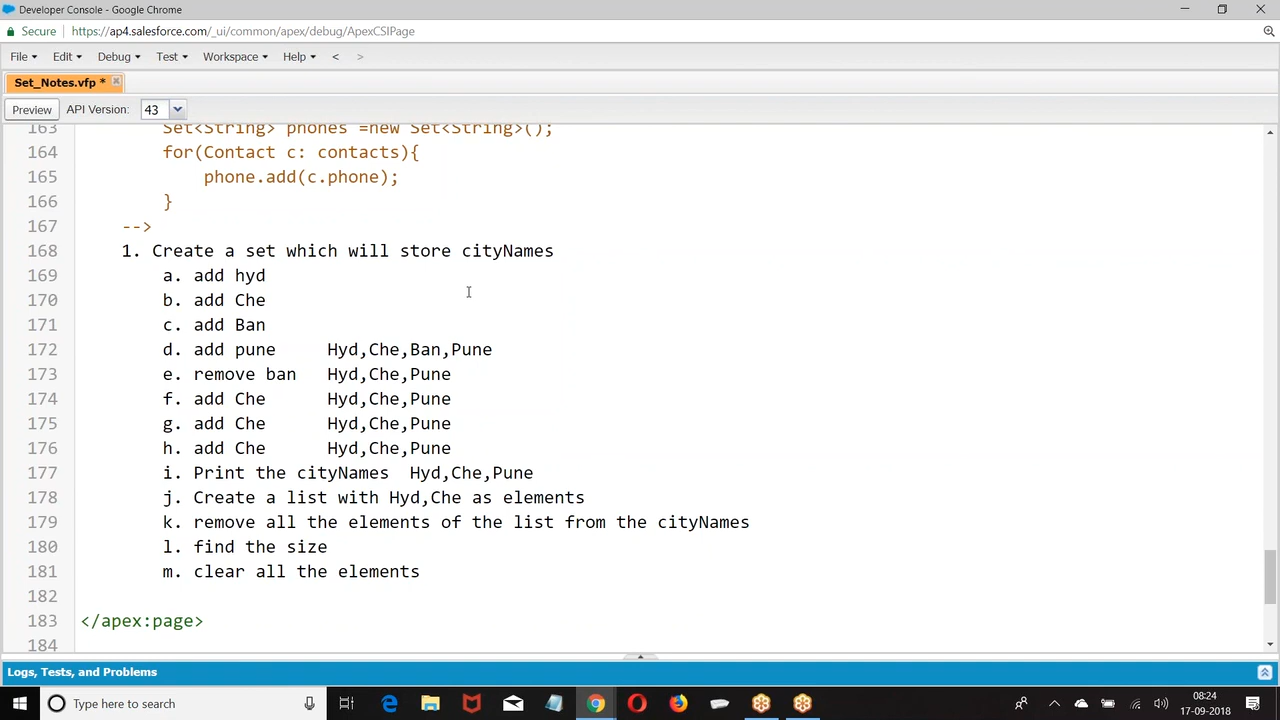 Developer Console - Google Chrome
Secure https://ap4.salesforce.com/_ui/common/apex/debug/ApexCSIPage
File Edit Debug Test Workspace Help < >
Set_Notes.vfp *
Preview API Version: 43
163 Set<String> phones =new Set<String>();
164 for(Contact c: contacts){
165 phone.add(c.phone);
166 }
167 -->
168 1. Create a set which will store cityNames
169 a. add hyd
170 b. add Che
171 c. add Ban
172 d. add pune Hyd,Che,Ban,Pune
173 e. remove ban Hyd,Che,Pune
174 f. add Che Hyd,Che,Pune
175 g. add Che Hyd,Che,Pune
176 h. add Che Hyd,Che,Pune
177 i. Print the cityNames Hyd,Che,Pune
178 j. Create a list with Hyd,Che as elements
179 k. remove all the elements of the list from the cityNames
180 l. find the size
181 m. clear all the elements
182
183 </apex:page>
184
Logs, Tests, and Problems
Type here to search
08:24
17-09-2018